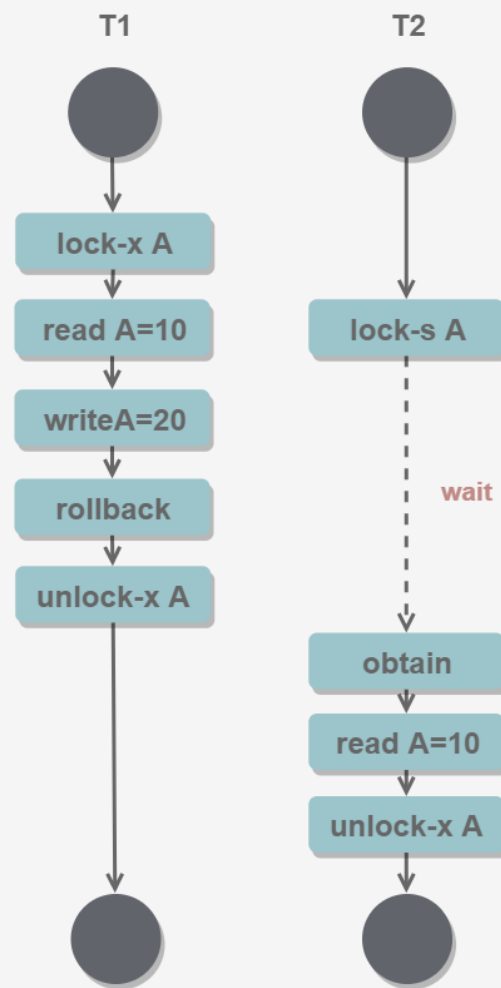 T1
T2
lock-x A
read A=10
lock-s A
writeA=20
wait
rollback
unlock-x A
obtain
read A=10
unlock-x A